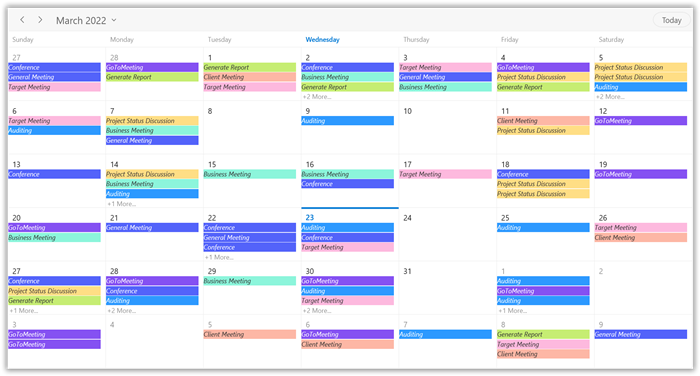 March 2022
Today
Sunday Monday Tuesday Wednesday Thursday Friday Saturday
27 28 1 2 3 4 5
Conference GoToMeeting Generate Report Conference Target Meeting GoToMeeting Project Status Discussion
General Meeting Generate Report Client Meeting Business Meeting General Meeting Project Status Discussion Project Status Discussion
Target Meeting Target Meeting Generate Report Business Meeting Generate Report Auditing
+2 More... +2 More...
6 7 8 9 10 11 12
Target Meeting Project Status Discussion Auditing Client Meeting GoToMeeting
Auditing Business Meeting Project Status Discussion
General Meeting
13 14 15 16 17 18 19
Conference Project Status Discussion Business Meeting Business Meeting Target Meeting Conference GoToMeeting
Business Meeting Conference Project Status Discussion
Auditing Project Status Discussion
+1 More...
20 21 22 23 24 25 26
GoToMeeting General Meeting Conference Auditing Auditing Target Meeting
Business Meeting General Meeting Conference Client Meeting
Conference Target Meeting
+1 More...
27 28 29 30 31 1 2
Conference GoToMeeting Business Meeting GoToMeeting Auditing
Project Status Discussion Conference Auditing GoToMeeting
Generate Report Auditing Target Meeting Auditing
+1 More... +2 More... +2 More... +1 More...
3 4 5 6 7 8 9
GoToMeeting Client Meeting GoToMeeting Auditing Generate Report General Meeting
GoToMeeting Client Meeting Target Meeting
Client Meeting